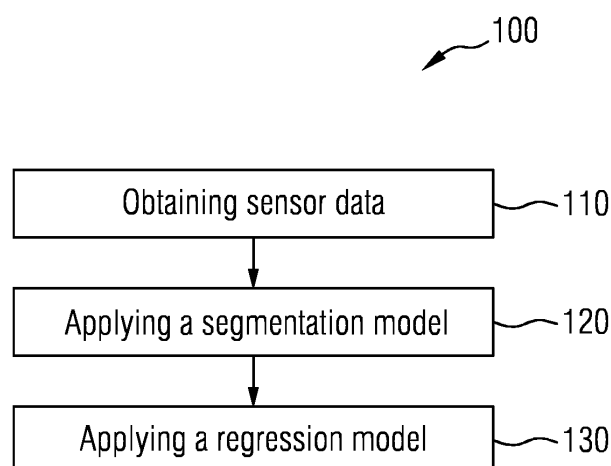 100
Obtaining sensor data 110
Applying a segmentation model 120
Applying a regression model 130